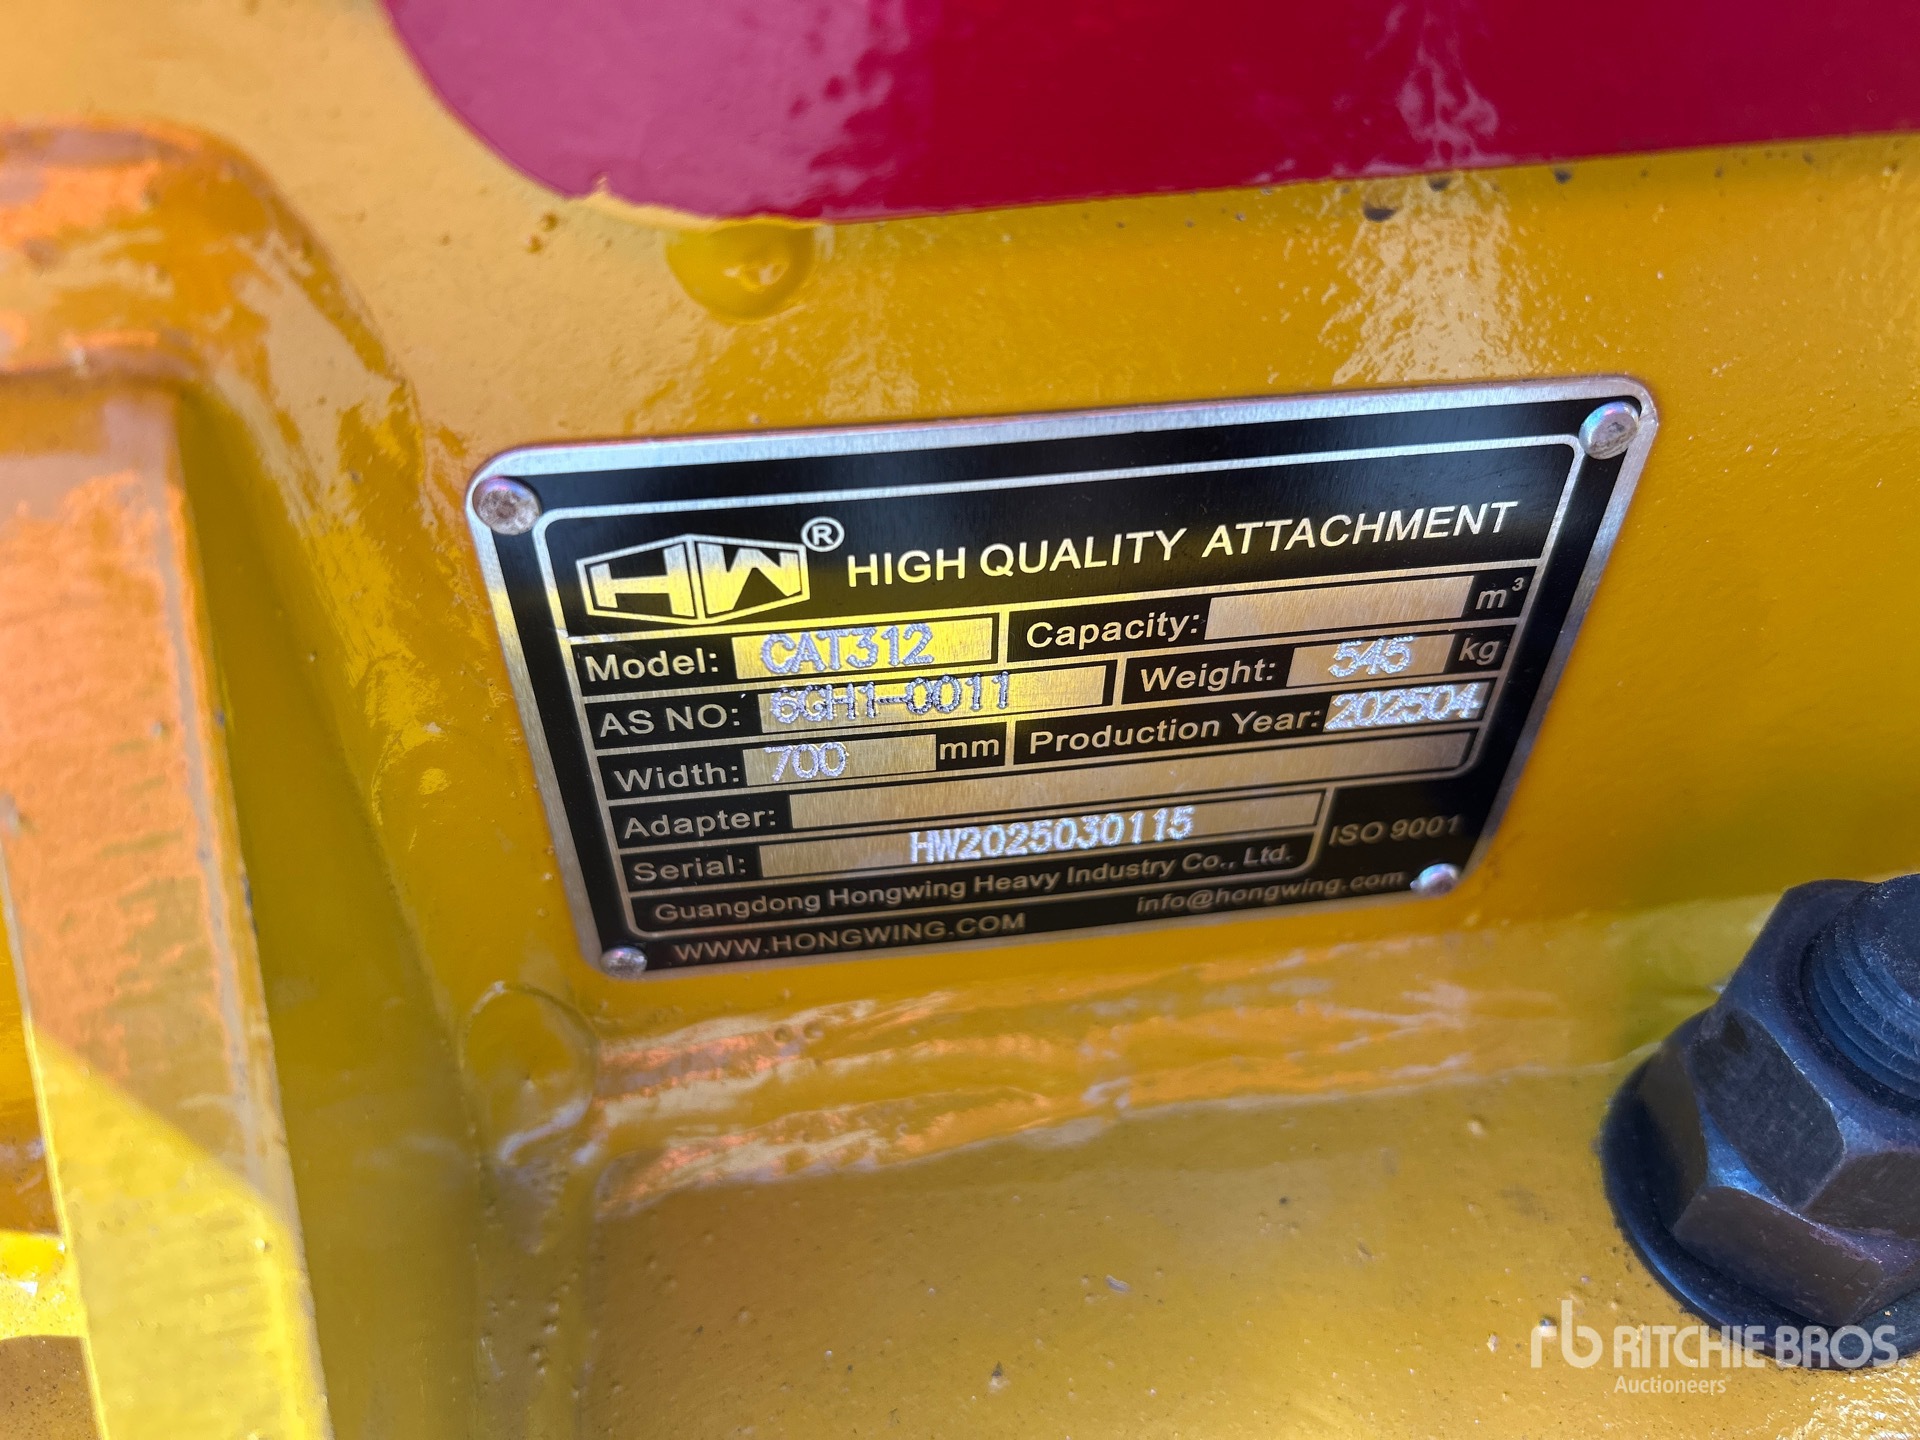 HW® HIGH QUALITY ATTACHMENT
Model: CAT312 Capacity: m³
AS NO: 6GH1-0011 Weight: 545 kg
Width: 700 mm Production Year: 202504
Adapter:
Serial: HW2025030115 ISO 9001
Guangdong Hongwing Heavy Industry Co., Ltd.
WWW.HONGWING.COM info@hongwing.com
rb RITCHIE BROS.
Auctioneers